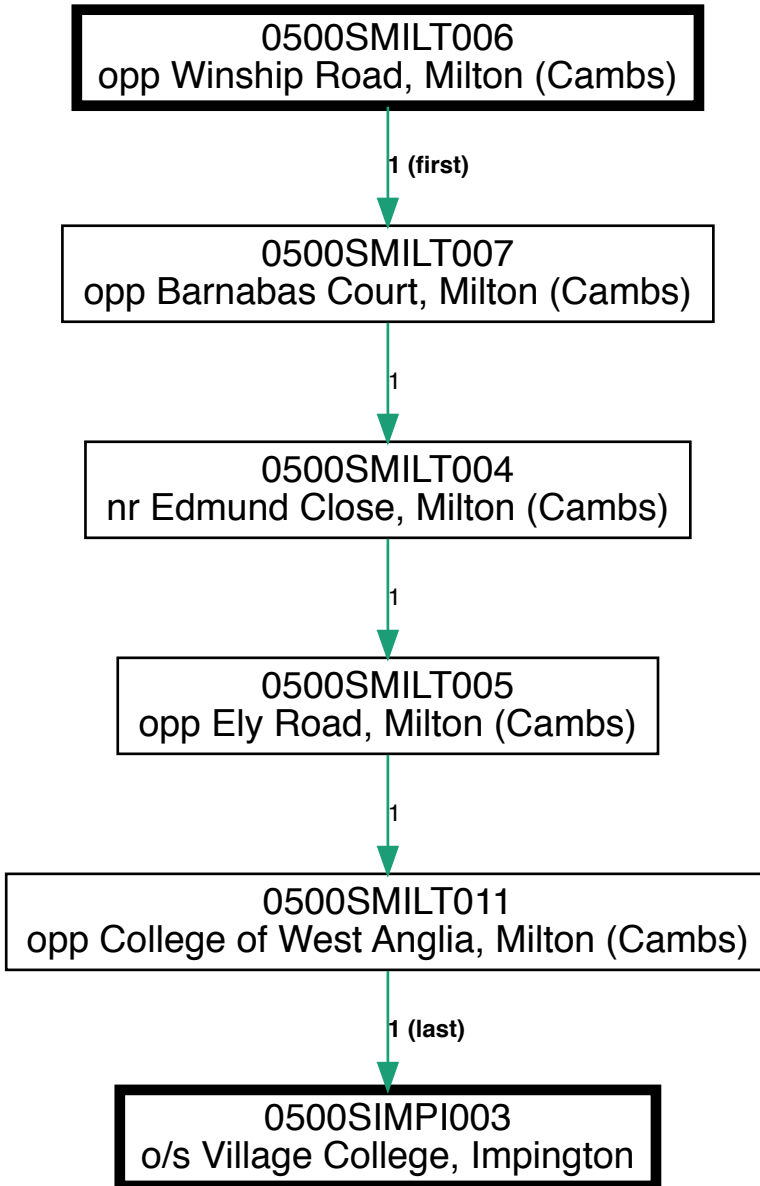 0500SMILT006
opp Winship Road, Milton (Cambs)
1 (first)
0500SMILT007
opp Barnabas Court, Milton (Cambs)
1
0500SMILT004
nr Edmund Close, Milton (Cambs)
1
0500SMILT005
opp Ely Road, Milton (Cambs)
1
0500SMILT011
opp College of West Anglia, Milton (Cambs)
1 (last)
0500SIMPI003
o/s Village College, Impington